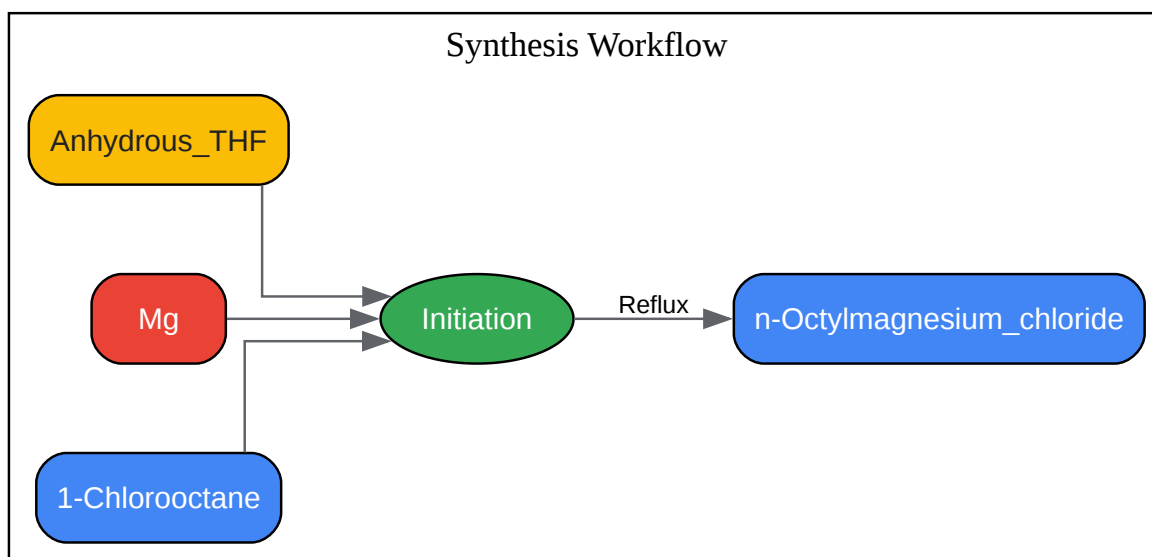 Synthesis Workflow
Anhydrous_THF
Mg
Initiation
Reflux
n-Octylmagnesium_chloride
1-Chlorooctane